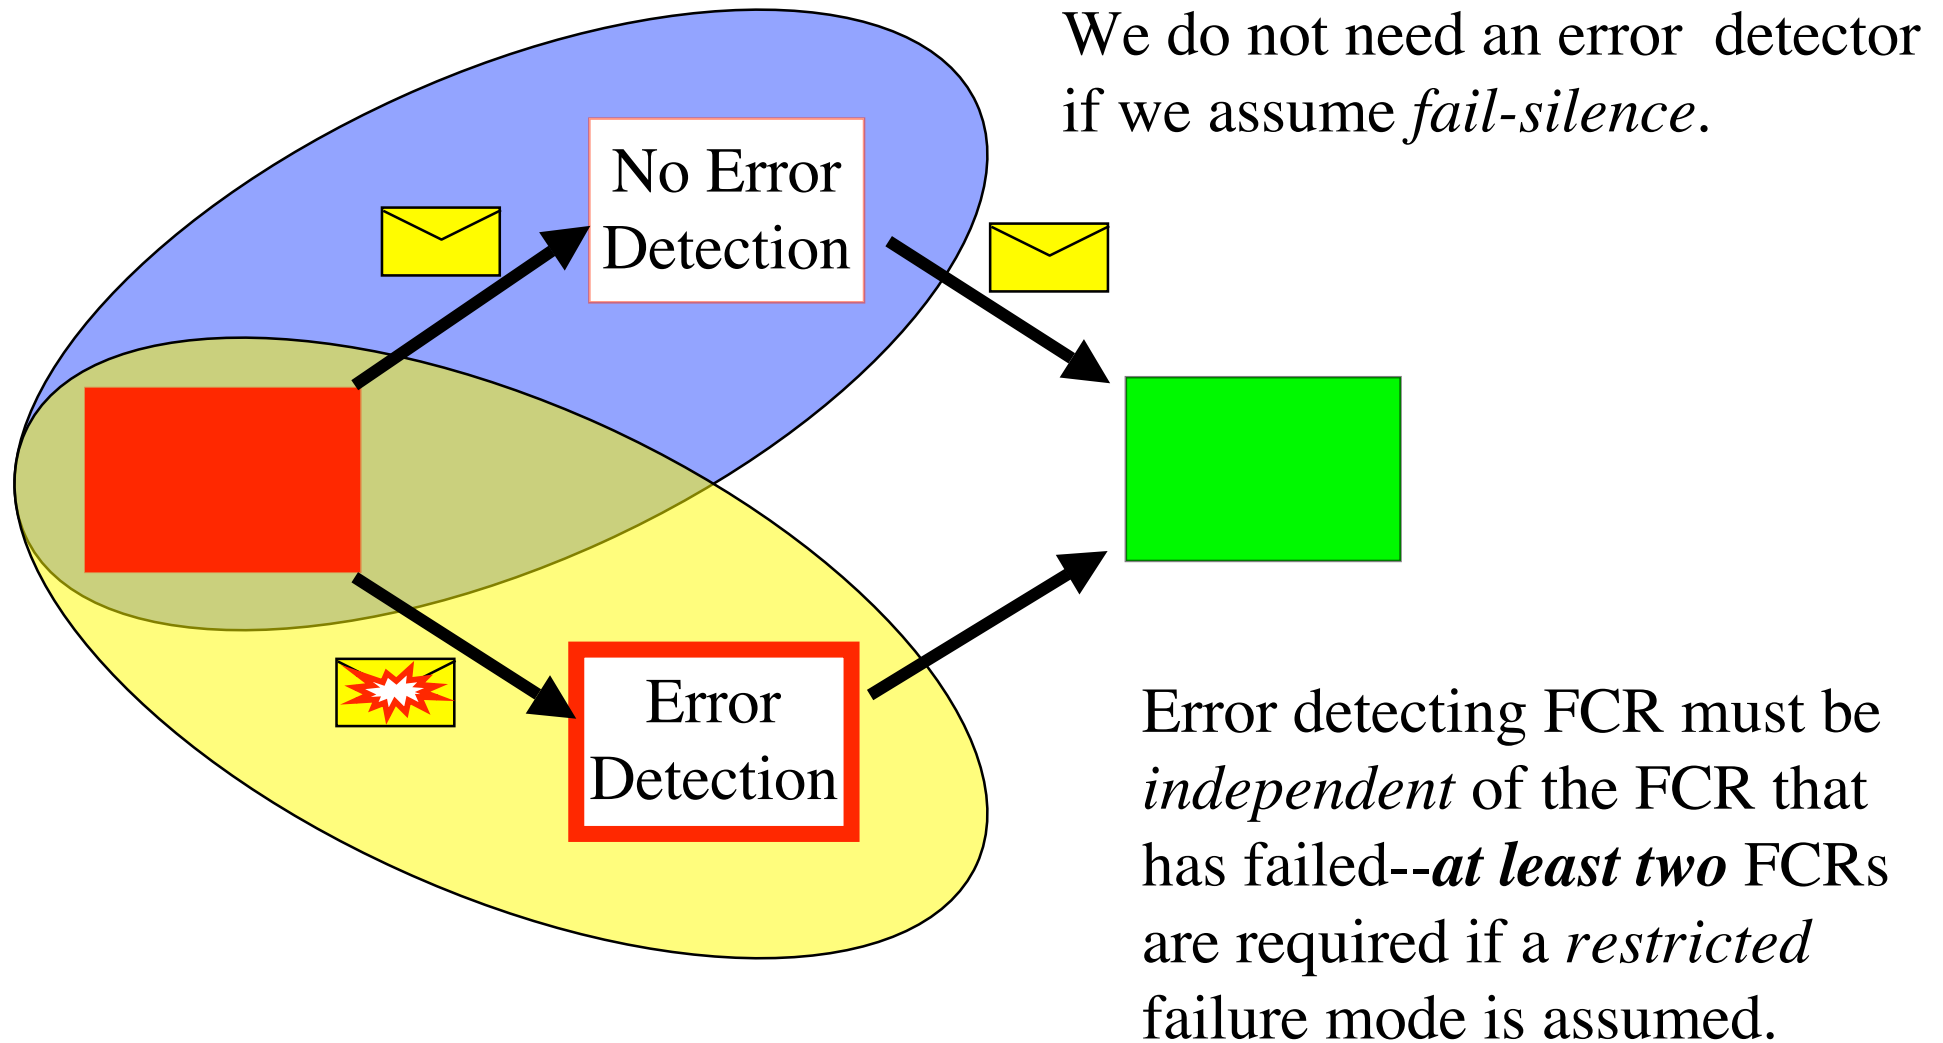 We do not need an error detector
if we assume fail-silence.
No Error
Detection
Error
Detection
Error detecting FCR must be
independent of the FCR that
has failed--at least two FCRs
are required if a restricted
failure mode is assumed.